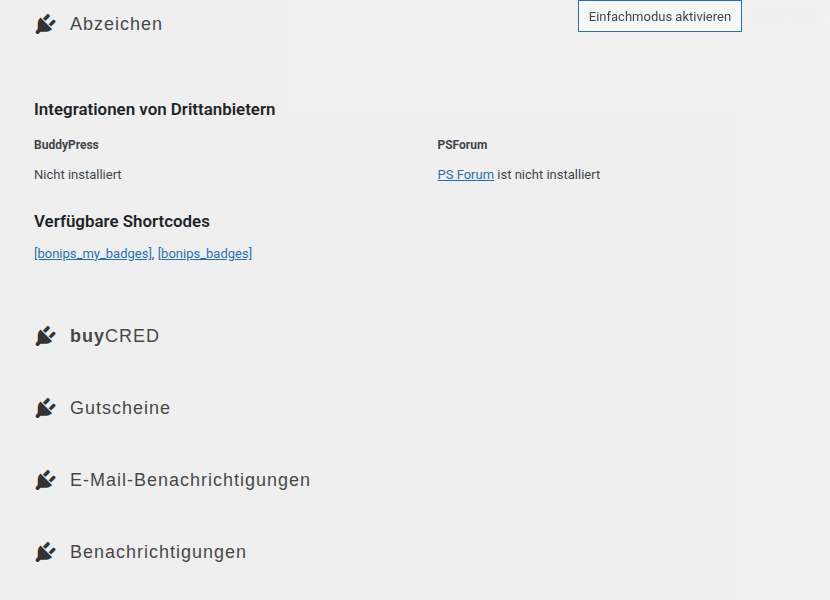 Abzeichen
Einfachmodus aktivieren
Integrationen von Drittanbietern
BuddyPress
PSForum
Nicht installiert
PS Forum ist nicht installiert
Verfügbare Shortcodes
[bonips_my_badges], [bonips_badges]
buyCRED
Gutscheine
E-Mail-Benachrichtigungen
Benachrichtigungen